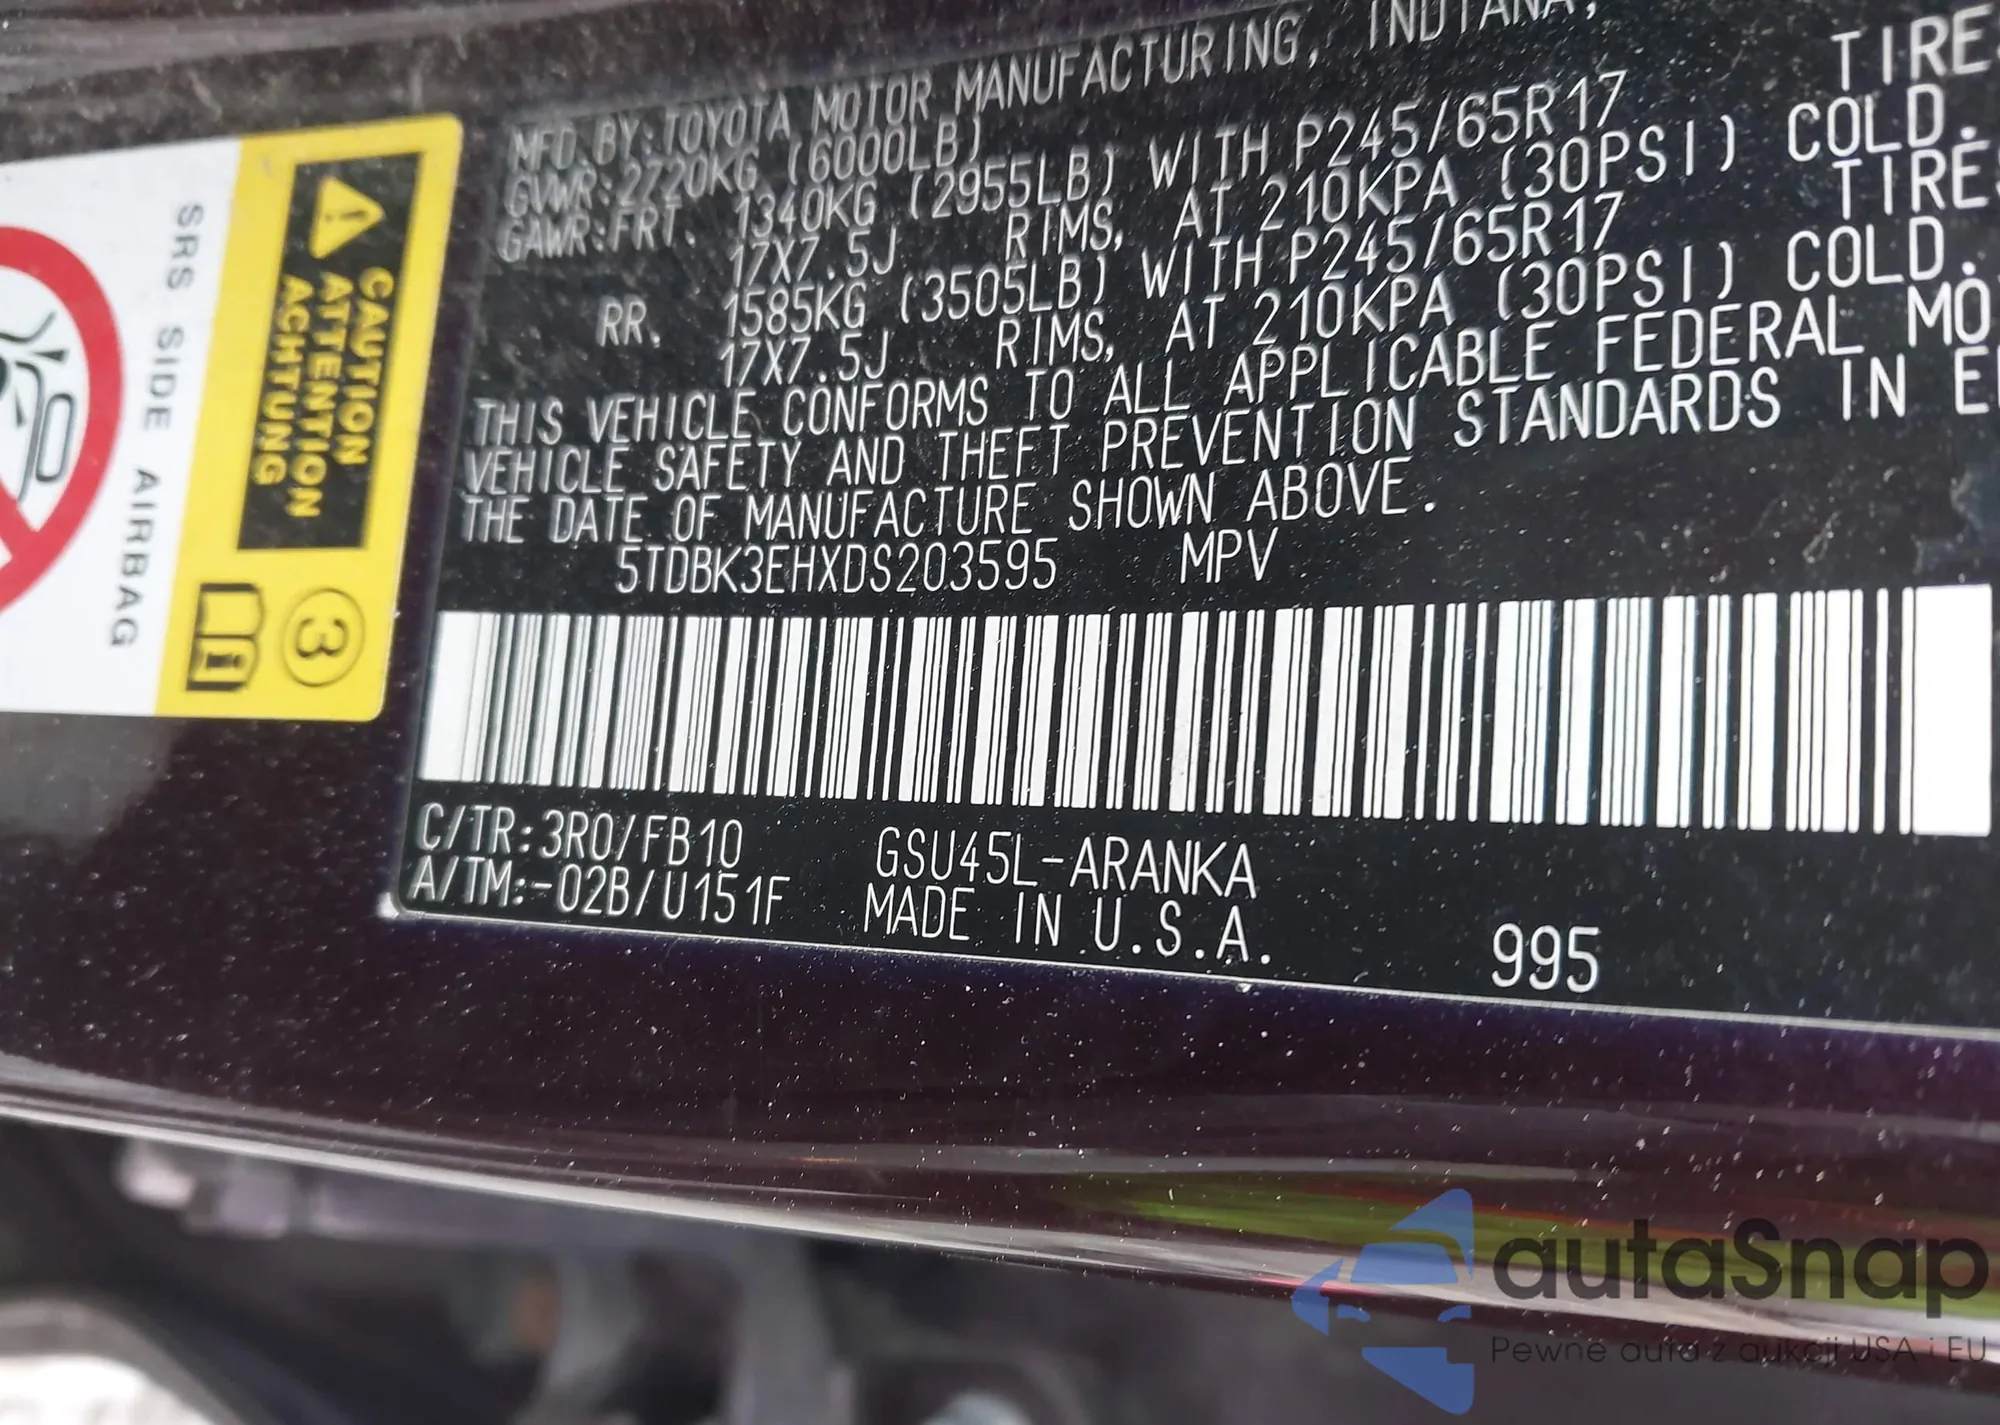 MFD. BY: TOYOTA MOTOR MANUFACTURING, INDIANA,
GVWR: 2720KG (6000LB)
GAWR: FRT. 1340KG (2955LB) WITH P245/65R17 TIRE
17X7.5J RIMS, AT 210KPA (30PSI) COLD.
RR. 1585KG (3505LB) WITH P245/65R17 TIRES
17X7.5J RIMS, AT 210KPA (30PSI) COLD.
THIS VEHICLE CONFORMS TO ALL APPLICABLE FEDERAL MO
VEHICLE SAFETY AND THEFT PREVENTION STANDARDS IN E
THE DATE OF MANUFACTURE SHOWN ABOVE.
5TDBK3EHXDS203595 MPV
C/TR: 3R0/FB10 GSU45L-ARANKA
A/TM:-02B/U151F MADE IN U.S.A.
995
CAUTION
ATTENTION
ACHTUNG
SRS SIDE AIRBAG
3
i
autaSnap
Pewne auta z aukcji USA i EU